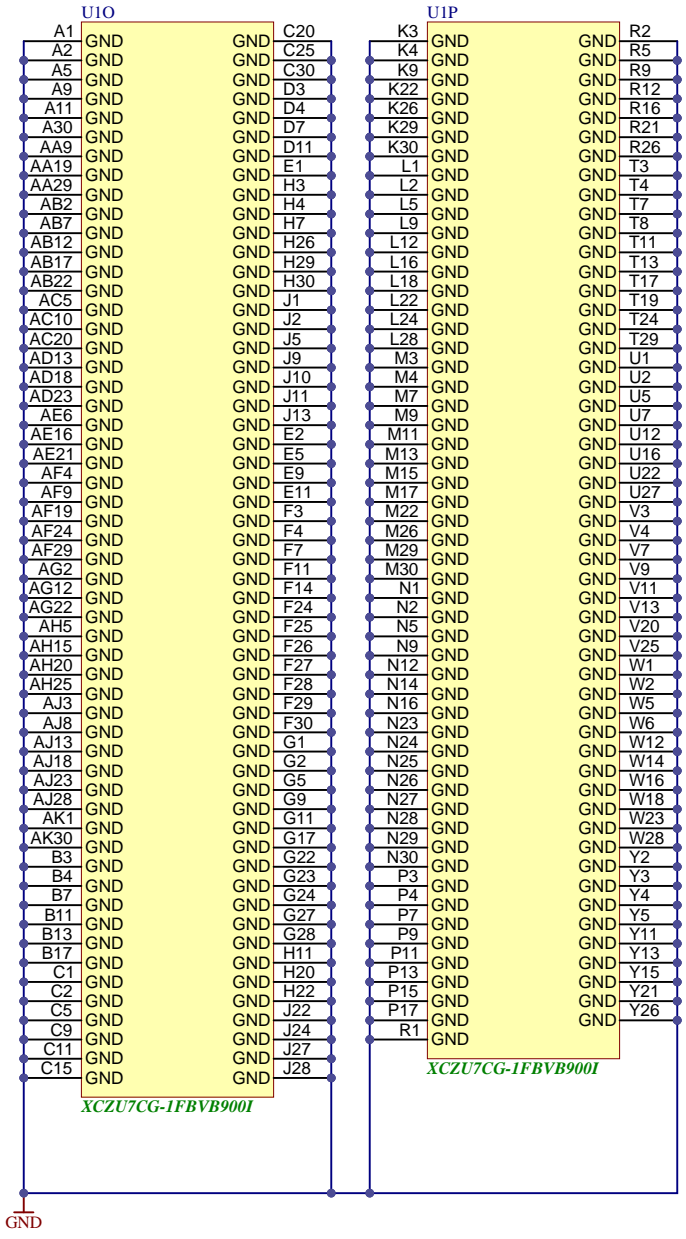 U1O
A1 GND GND C20
A2 GND GND C25
A5 GND GND C30
A9 GND GND D3
A11 GND GND D4
A30 GND GND D7
AA9 GND GND D11
AA19 GND GND E1
AA29 GND GND H3
AB2 GND GND H4
AB7 GND GND H7
AB12 GND GND H26
AB17 GND GND H29
AB22 GND GND H30
AC5 GND GND J1
AC10 GND GND J2
AC20 GND GND J5
AD13 GND GND J9
AD18 GND GND J10
AD23 GND GND J11
AE6 GND GND J13
AE16 GND GND E2
AE21 GND GND E5
AF4 GND GND E9
AF9 GND GND E11
AF19 GND GND F3
AF24 GND GND F4
AF29 GND GND F7
AG2 GND GND F11
AG12 GND GND F14
AG22 GND GND F24
AH5 GND GND F25
AH15 GND GND F26
AH20 GND GND F27
AH25 GND GND F28
AJ3 GND GND F29
AJ8 GND GND F30
AJ13 GND GND G1
AJ18 GND GND G2
AJ23 GND GND G5
AJ28 GND GND G9
AK1 GND GND G11
AK30 GND GND G17
B3 GND GND G22
B4 GND GND G23
B7 GND GND G24
B11 GND GND G27
B13 GND GND G28
B17 GND GND H11
C1 GND GND H20
C2 GND GND H22
C5 GND GND J22
C9 GND GND J24
C11 GND GND J27
C15 GND GND J28
XCZU7CG-1FBVB900I
U1P
K3 GND GND R2
K4 GND GND R5
K9 GND GND R9
K22 GND GND R12
K26 GND GND R16
K29 GND GND R21
K30 GND GND R26
L1 GND GND T3
L2 GND GND T4
L5 GND GND T7
L9 GND GND T8
L12 GND GND T11
L16 GND GND T13
L18 GND GND T17
L22 GND GND T19
L24 GND GND T24
L28 GND GND T29
M3 GND GND U1
M4 GND GND U2
M7 GND GND U5
M9 GND GND U7
M11 GND GND U12
M13 GND GND U16
M15 GND GND U22
M17 GND GND U27
M22 GND GND V3
M26 GND GND V4
M29 GND GND V7
M30 GND GND V9
N1 GND GND V11
N2 GND GND V13
N5 GND GND V20
N9 GND GND V25
N12 GND GND W1
N14 GND GND W2
N16 GND GND W5
N23 GND GND W6
N24 GND GND W12
N25 GND GND W14
N26 GND GND W16
N27 GND GND W18
N28 GND GND W23
N29 GND GND W28
N30 GND GND Y2
P3 GND GND Y3
P4 GND GND Y4
P7 GND GND Y5
P9 GND GND Y11
P11 GND GND Y13
P13 GND GND Y15
P15 GND GND Y21
P17 GND GND Y26
R1 GND
XCZU7CG-1FBVB900I
GND